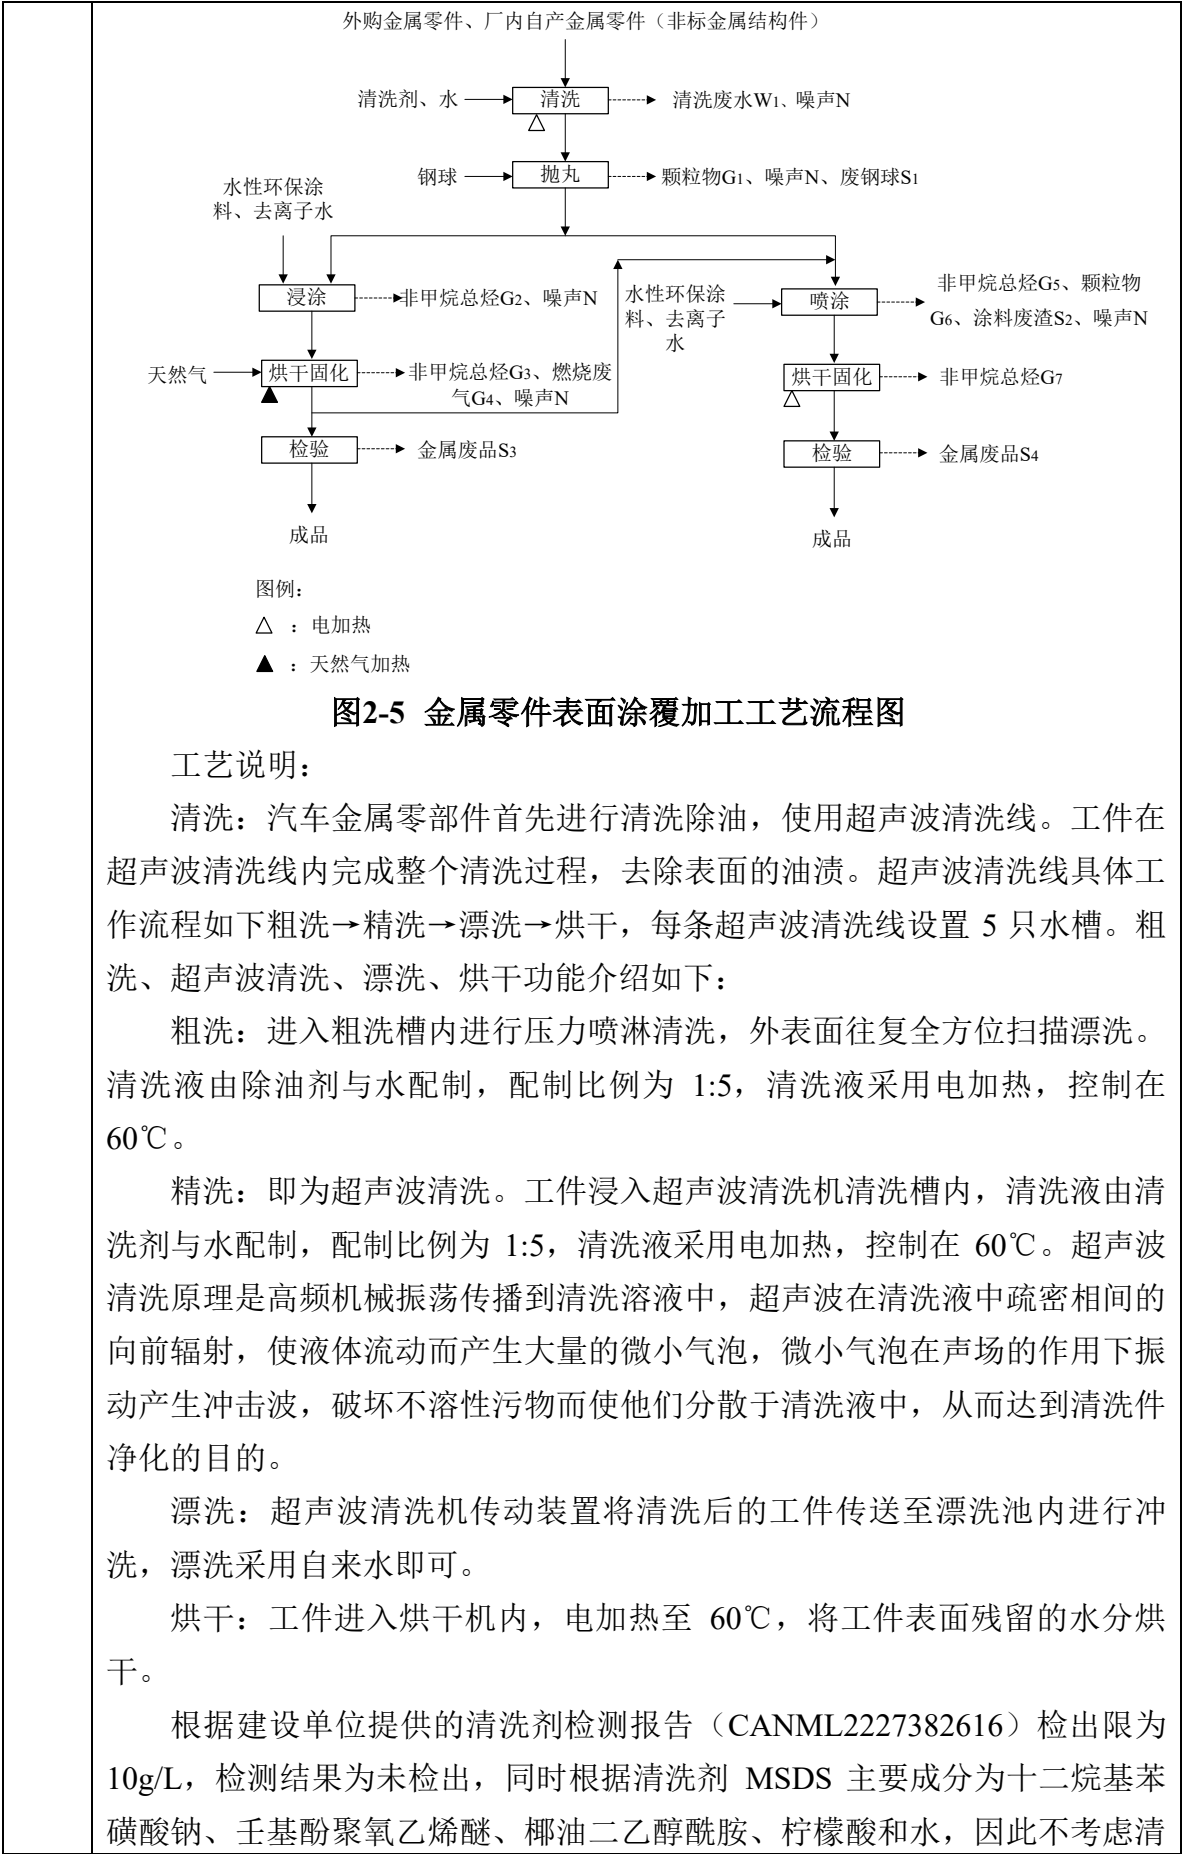 外购金属零件、厂内自产金属零件（非标金属结构件）
清洗剂、水
清洗
清洗废水W1、噪声N
钢球
抛丸
颗粒物G1、噪声N、废钢球S1
水性环保涂
料、去离子水
浸涂
非甲烷总烃G2、噪声N
水性环保涂
料、去离子
水
喷涂
非甲烷总烃G5、颗粒物
G6、涂料废渣S2、噪声N
天然气
烘干固化
非甲烷总烃G3、燃烧废
气G4、噪声N
烘干固化
非甲烷总烃G7
检验
金属废品S3
检验
金属废品S4
成品
成品
图例：
△ ：电加热
▲ ：天然气加热
图2-5 金属零件表面涂覆加工工艺流程图
工艺说明：
清洗：汽车金属零部件首先进行清洗除油，使用超声波清洗线。工件在
超声波清洗线内完成整个清洗过程，去除表面的油渍。超声波清洗线具体工
作流程如下粗洗→精洗→漂洗→烘干，每条超声波清洗线设置 5 只水槽。粗
洗、超声波清洗、漂洗、烘干功能介绍如下：
粗洗：进入粗洗槽内进行压力喷淋清洗，外表面往复全方位扫描漂洗。
清洗液由除油剂与水配制，配制比例为 1:5，清洗液采用电加热，控制在
60℃。
精洗：即为超声波清洗。工件浸入超声波清洗机清洗槽内，清洗液由清
洗剂与水配制，配制比例为 1:5，清洗液采用电加热，控制在 60℃。超声波
清洗原理是高频机械振荡传播到清洗溶液中，超声波在清洗液中疏密相间的
向前辐射，使液体流动而产生大量的微小气泡，微小气泡在声场的作用下振
动产生冲击波，破坏不溶性污物而使他们分散于清洗液中，从而达到清洗件
净化的目的。
漂洗：超声波清洗机传动装置将清洗后的工件传送至漂洗池内进行冲
洗，漂洗采用自来水即可。
烘干：工件进入烘干机内，电加热至 60℃，将工件表面残留的水分烘
干。
根据建设单位提供的清洗剂检测报告（CANML2227382616）检出限为
10g/L，检测结果为未检出，同时根据清洗剂 MSDS 主要成分为十二烷基苯
磺酸钠、壬基酚聚氧乙烯醚、椰油二乙醇酰胺、柠檬酸和水，因此不考虑清